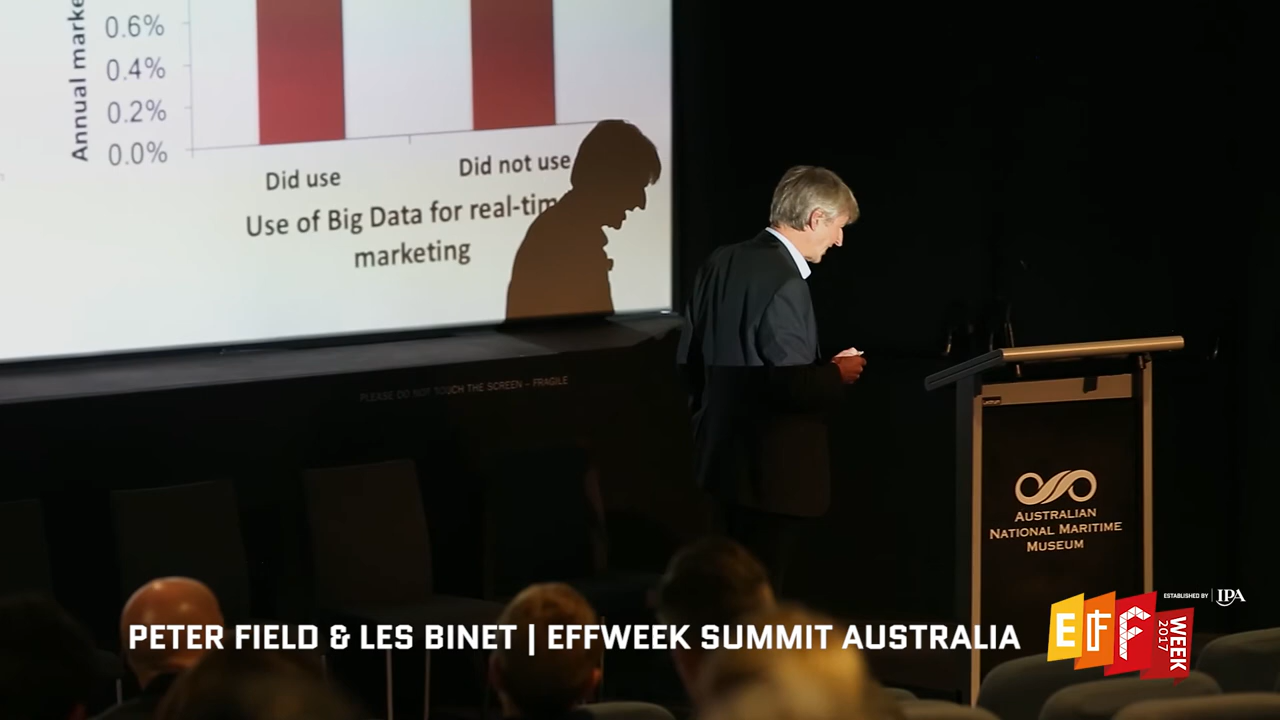 Annual marke
0.6%
0.4%
0.2%
0.0%
Did use
Did not use
Use of Big Data for real-tim
marketing
PLEASE DO NOT TOUCH THE SCREEN - FRAGILE
AUSTRALIAN
NATIONAL MARITIME
MUSEUM
ESTABLISHED BY | IPA
EFF WEEK 2017
PETER FIELD & LES BINET | EFFWEEK SUMMIT AUSTRALIA